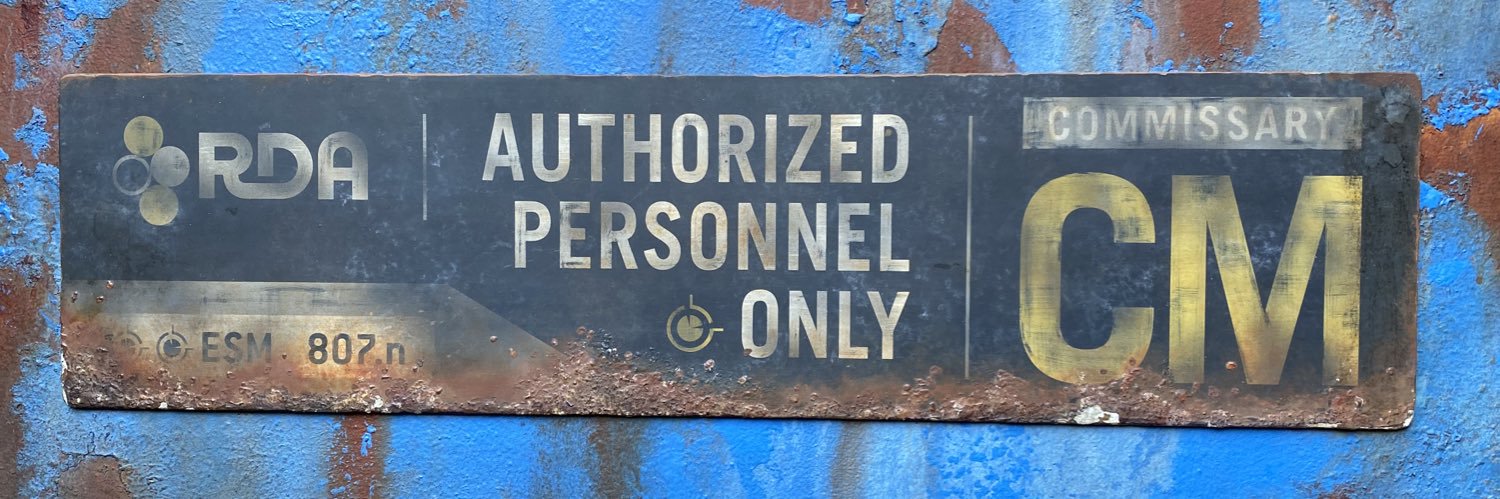 RDA
AUTHORIZED
PERSONNEL
ONLY
ESM 807.n
COMMISSARY
CM